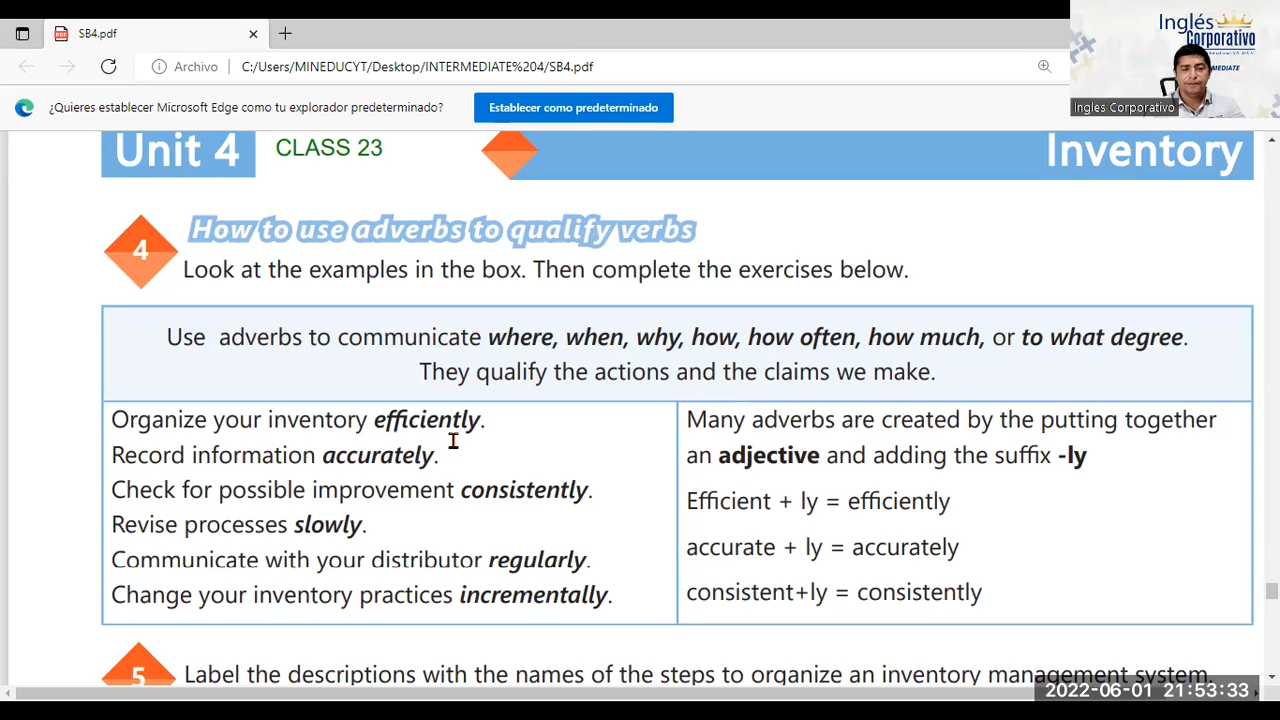 SB4.pdf
Archivo
C:/Users/MINEDUCYT/Desktop/INTERMEDIATE%204/SB4.pdf
Inglés
Corporativo
MEDIATE
Ingles Corporativo
¿Quieres establecer Microsoft Edge como tu explorador predeterminado?
Establecer como predeterminado
Unit 4
CLASS 23
Inventory
4
How to use adverbs to qualify verbs
Look at the examples in the box. Then complete the exercises below.
Use adverbs to communicate where, when, why, how, how often, how much, or to what degree.
They qualify the actions and the claims we make.
Organize your inventory efficiently.
Record information accurately.
Check for possible improvement consistently.
Revise processes slowly.
Communicate with your distributor regularly.
Change your inventory practices incrementally.
Many adverbs are created by the putting together
an adjective and adding the suffix -ly
Efficient + ly = efficiently
accurate + ly = accurately
consistent+ly = consistently
5
Label the descriptions with the names of the steps to organize an inventory management system.
2022-06-01 21:53:33